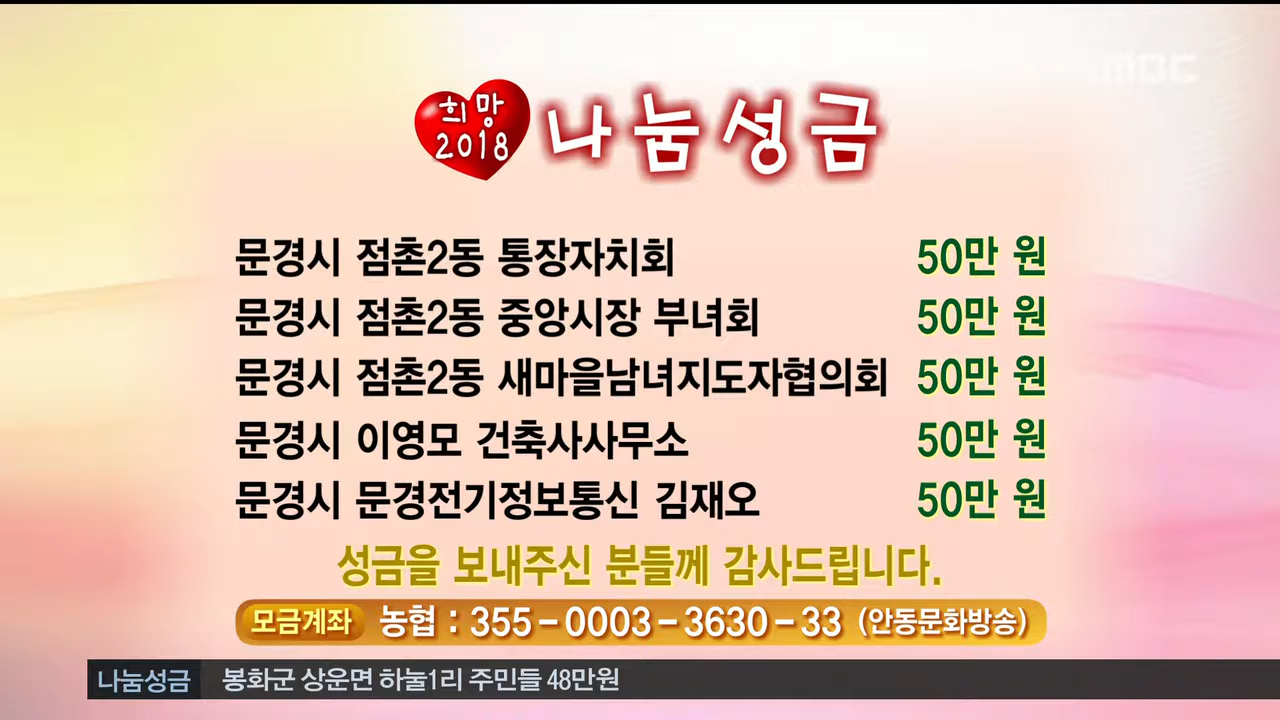 MBC
희망
2018
나눔성금
문경시 점촌2동 통장자치회 50만 원
문경시 점촌2동 중앙시장 부녀회 50만 원
문경시 점촌2동 새마을남녀지도자협의회 50만 원
문경시 이영모 건축사사무소 50만 원
문경시 문경전기정보통신 김재오 50만 원
성금을 보내주신 분들께 감사드립니다.
모금계좌 농협 : 355-0003-3630-33 (안동문화방송)
나눔성금 봉화군 상운면 하눌1리 주민들 48만원